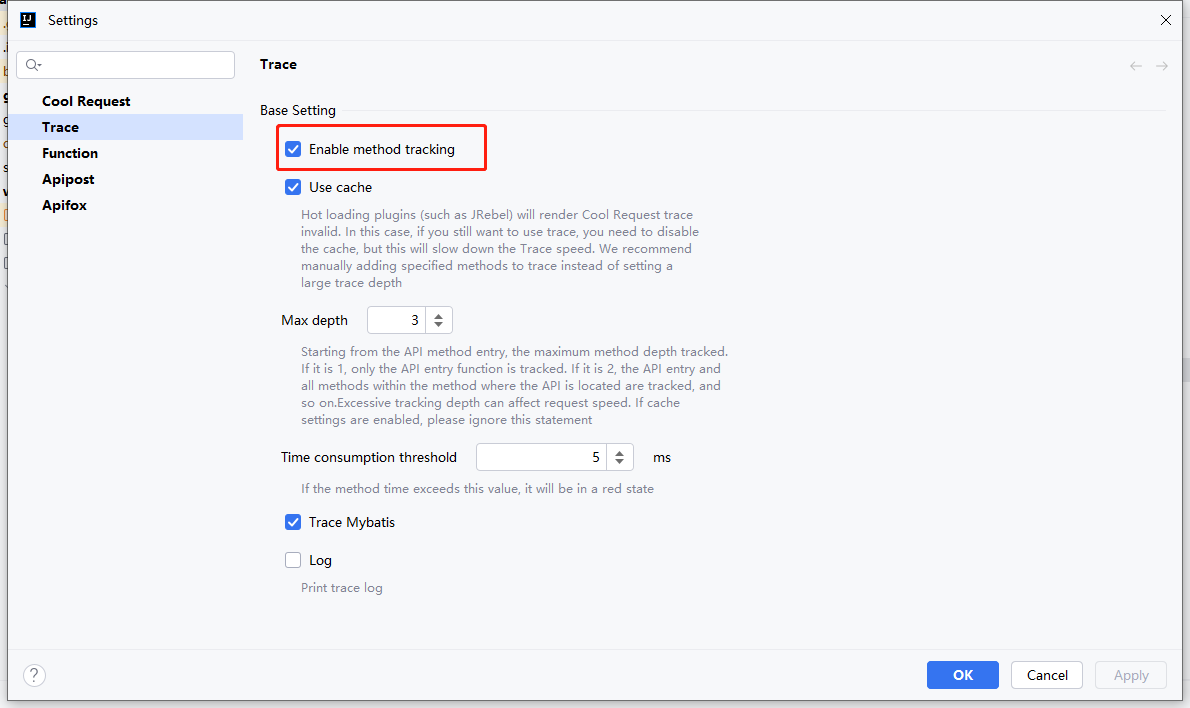 Settings
Trace
Cool Request
Trace
Function
Apipost
Apifox
Base Setting
Enable method tracking
Use cache
Hot loading plugins (such as JRebel) will render Cool Request trace
invalid. In this case, if you still want to use trace, you need to disable
the cache, but this will slow down the Trace speed. We recommend
manually adding specified methods to trace instead of setting a
large trace depth
Max depth 3
Starting from the API method entry, the maximum method depth tracked.
If it is 1, only the API entry function is tracked. If it is 2, the API entry and
all methods within the method where the API is located are tracked, and
so on.Excessive tracking depth can affect request speed. If cache
settings are enabled, please ignore this statement
Time consumption threshold 5 ms
If the method time exceeds this value, it will be in a red state
Trace Mybatis
Log
Print trace log
? OK Cancel Apply